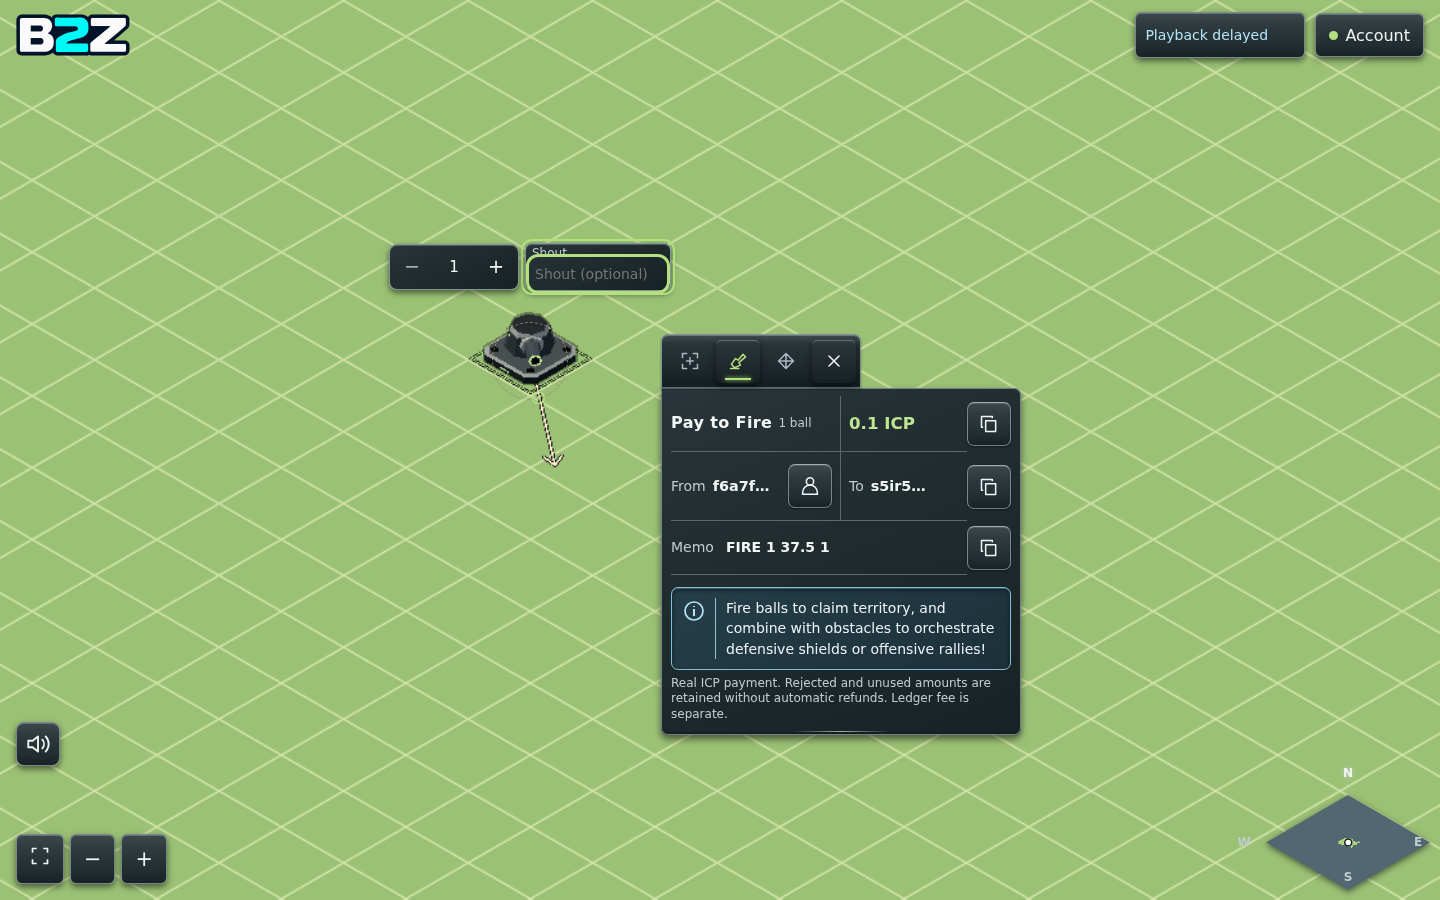 B2Z
Playback delayed
Account
− 1 +
Shout
Shout (optional)
Pay to Fire 1 ball
0.1 ICP
From f6a7f…
To s5ir5…
Memo FIRE 1 37.5 1
Fire balls to claim territory, and
combine with obstacles to orchestrate
defensive shields or offensive rallies!
Real ICP payment. Rejected and unused amounts are
retained without automatic refunds. Ledger fee is
separate.
N
W
E
S
− +